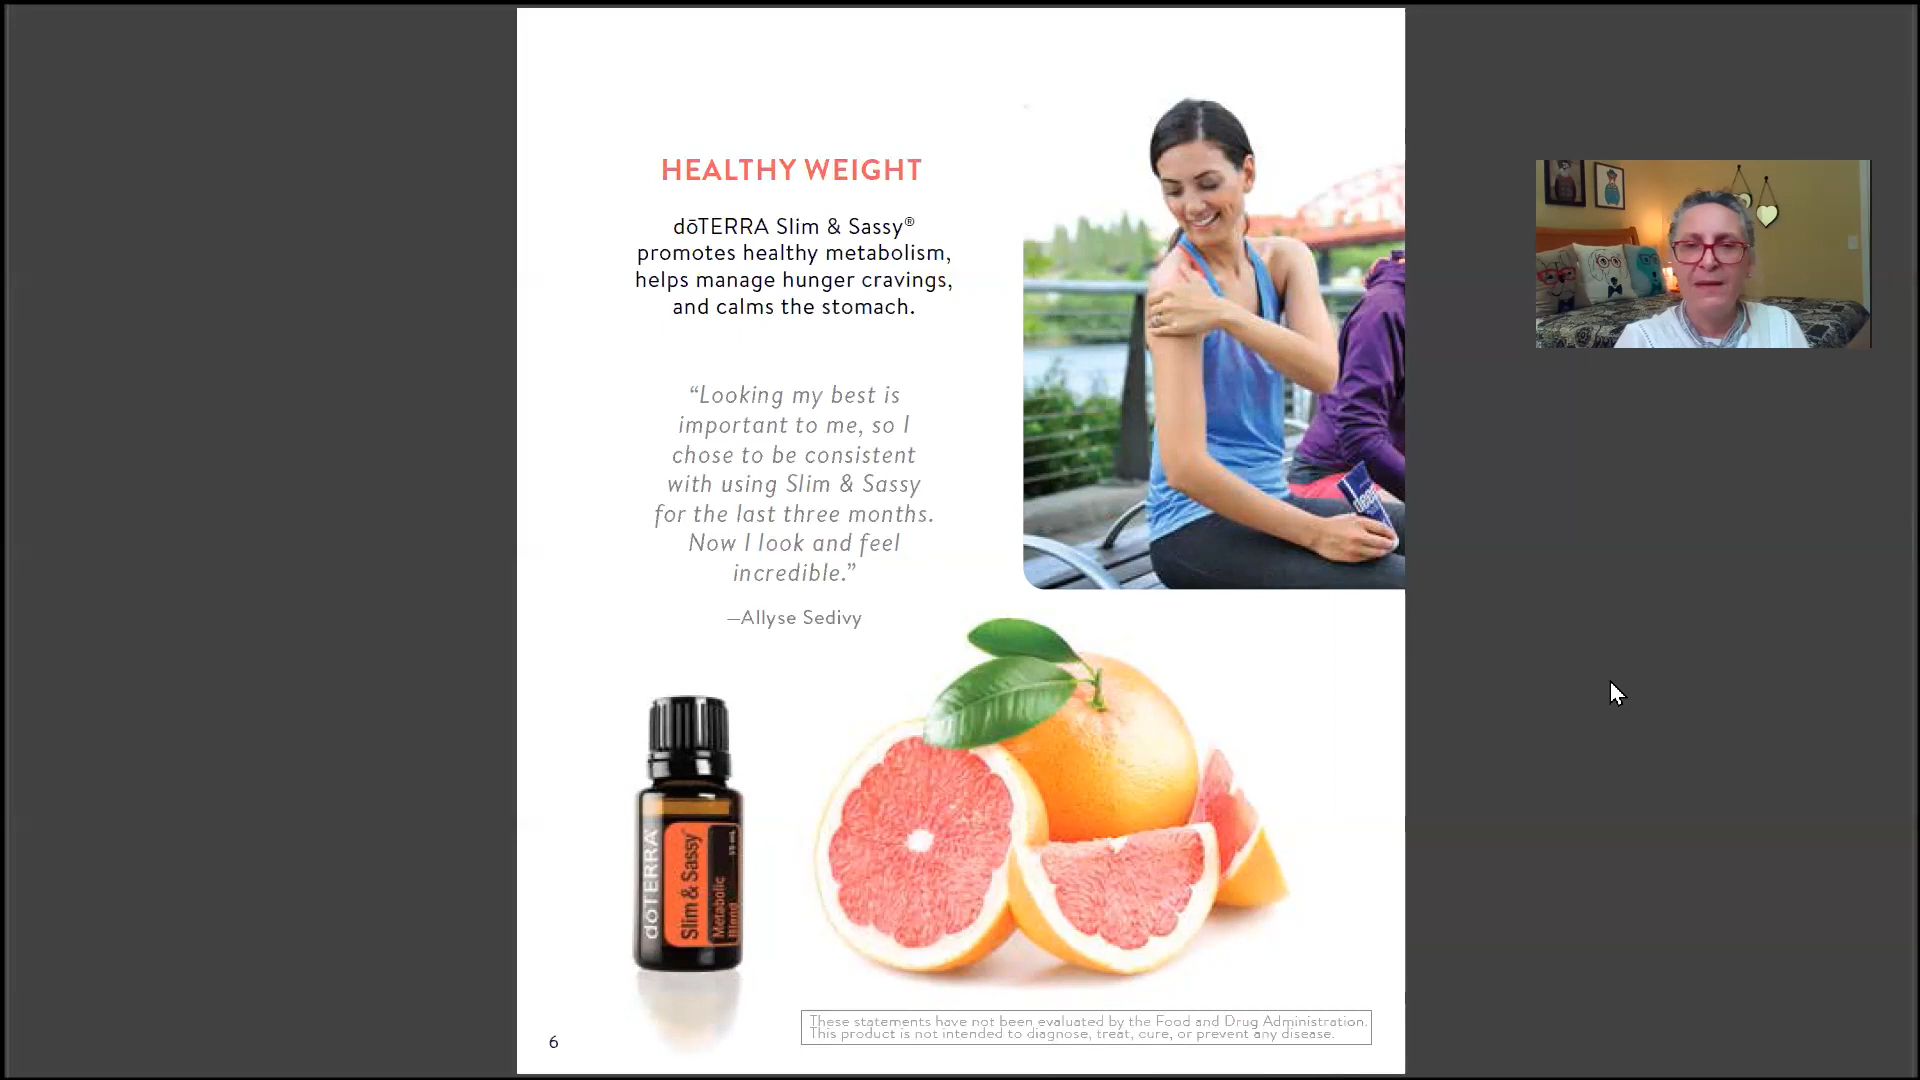 HEALTHY WEIGHT
dōTERRA Slim & Sassy®
promotes healthy metabolism,
helps manage hunger cravings,
and calms the stomach.
“Looking my best is
important to me, so I
chose to be consistent
with using Slim & Sassy
for the last three months.
Now I look and feel
incredible.”
—Allyse Sedivy
deep
dōTERRA
Slim & Sassy
Metabolic
Blend
15 mL
These statements have not been evaluated by the Food and Drug Administration.
This product is not intended to diagnose, treat, cure, or prevent any disease.
6